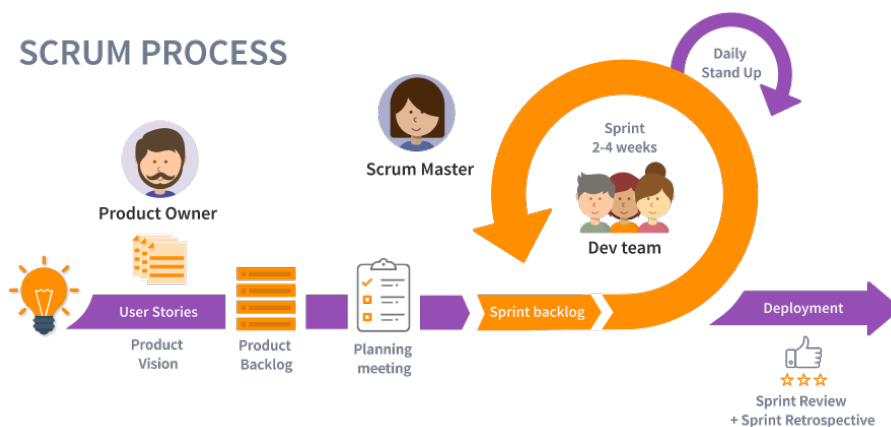 SCRUM PROCESS
Daily
Stand Up
Sprint
2-4 weeks
Scrum Master
Product Owner
Dev team
User Stories
Sprint backlog
Deployment
Product
Vision
Product
Backlog
Planning
meeting
Sprint Review
+ Sprint Retrospective